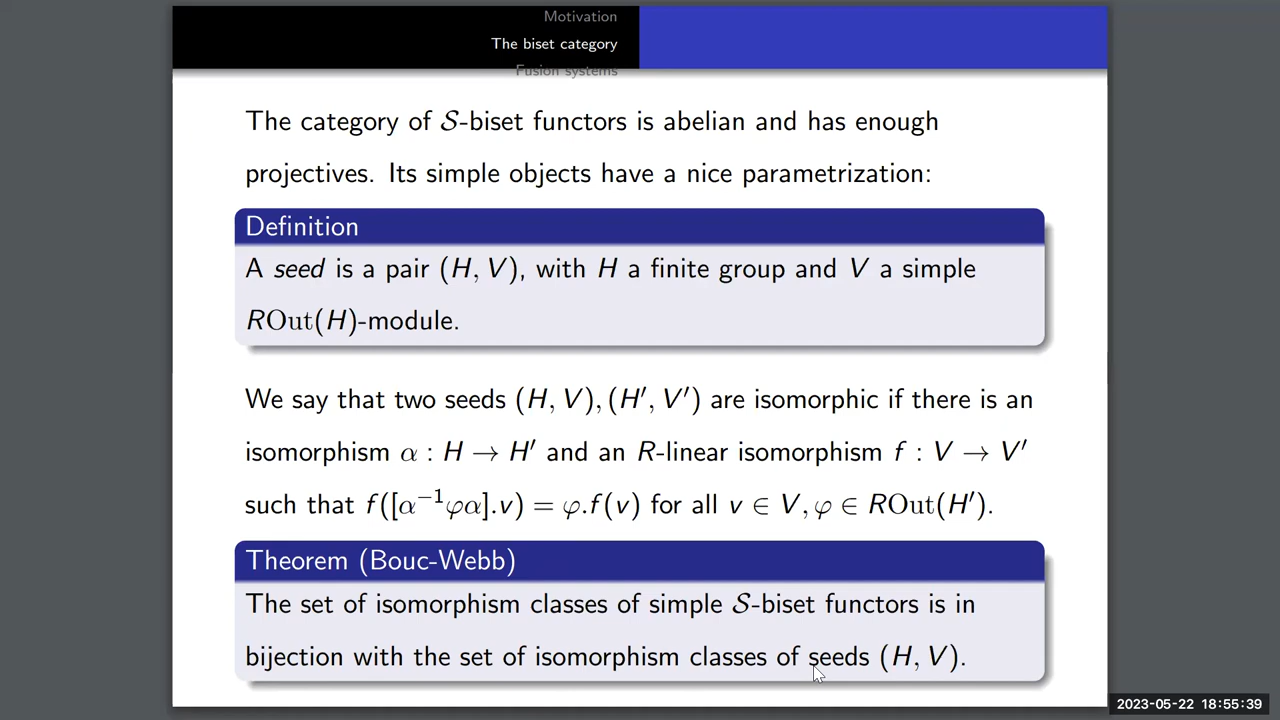 Motivation
The biset category
Fusion systems
The category of 𝒮-biset functors is abelian and has enough
projectives. Its simple objects have a nice parametrization:
Definition
A seed is a pair (H, V), with H a finite group and V a simple
ROut(H)-module.
We say that two seeds (H, V), (H′, V′) are isomorphic if there is an
isomorphism α : H → H′ and an R-linear isomorphism f : V → V′
such that f([α⁻¹φα].v) = φ.f(v) for all v ∈ V, φ ∈ ROut(H′).
Theorem (Bouc-Webb)
The set of isomorphism classes of simple 𝒮-biset functors is in
bijection with the set of isomorphism classes of seeds (H, V).
2023-05-22 18:55:39